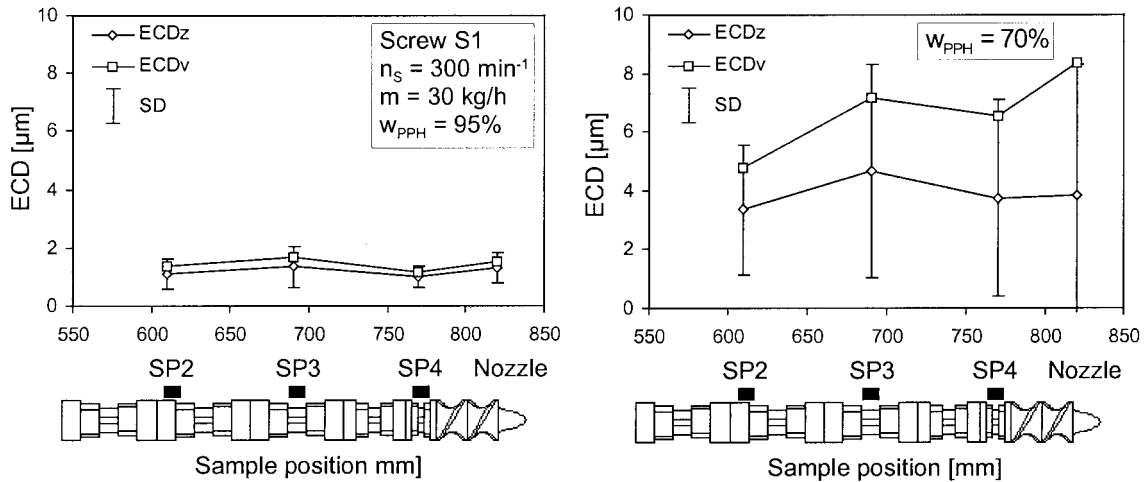 10
8
6
4
2
0
ECD [µm]
ECDz
ECDv
SD
Screw S1
nS = 300 min-1
m = 30 kg/h
wPPH = 95%
550 600 650 700 750 800 850
SP2 SP3 SP4 Nozzle
Sample position mm]
10
8
6
4
2
0
ECD [µm]
ECDz
ECDv
SD
wPPH = 70%
550 600 650 700 750 800 850
SP2 SP3 SP4 Nozzle
Sample position [mm]